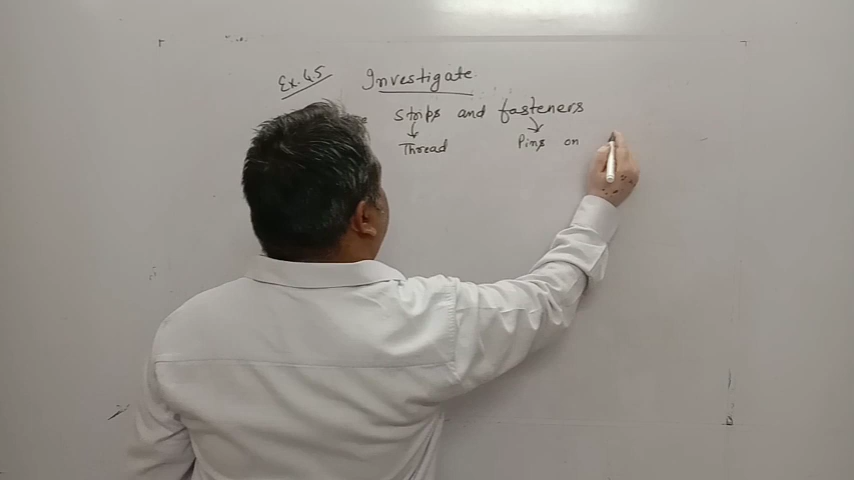 Ex. 4.5 Investigate
strips and fasteners
Thread Pins on